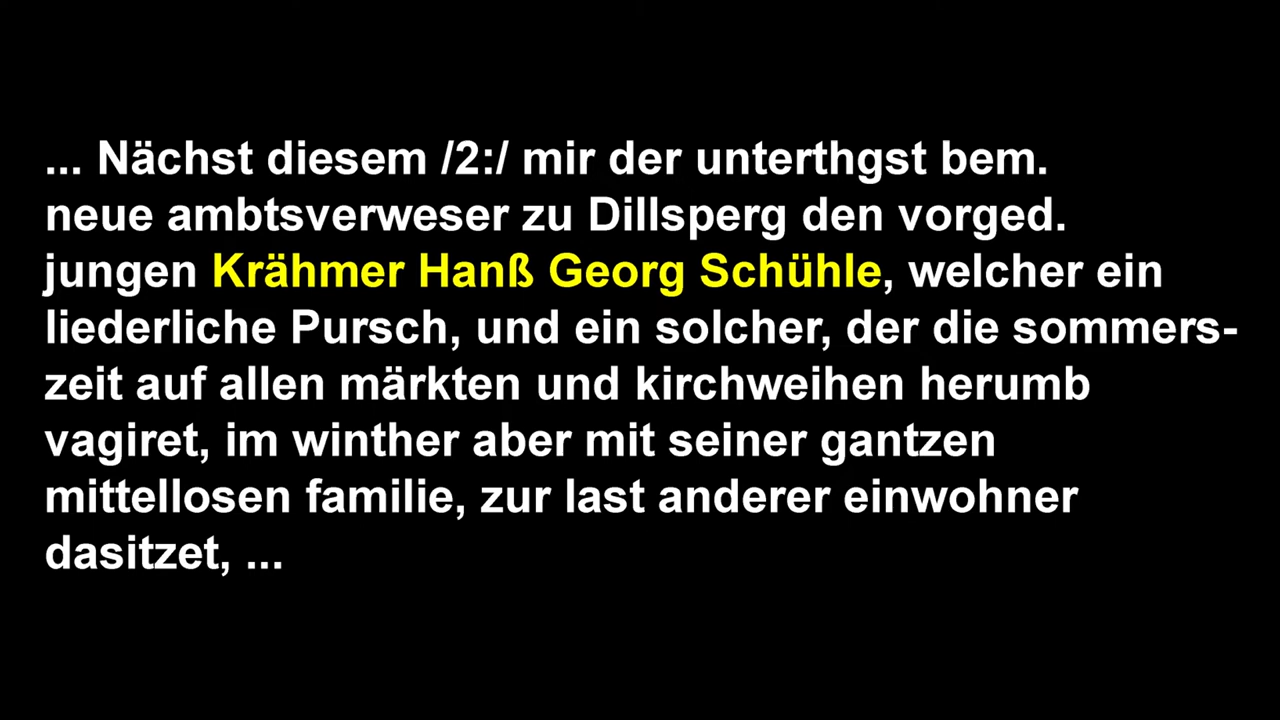 ... Nächst diesem /2:/ mir der unterthgst bem.
neue ambtsverweser zu Dillsperg den vorged.
jungen Krähmer Hanß Georg Schühle, welcher ein
liederliche Pursch, und ein solcher, der die sommers-
zeit auf allen märkten und kirchweihen herumb
vagiret, im winther aber mit seiner gantzen
mittellosen familie, zur last anderer einwohner
dasitzet, ...